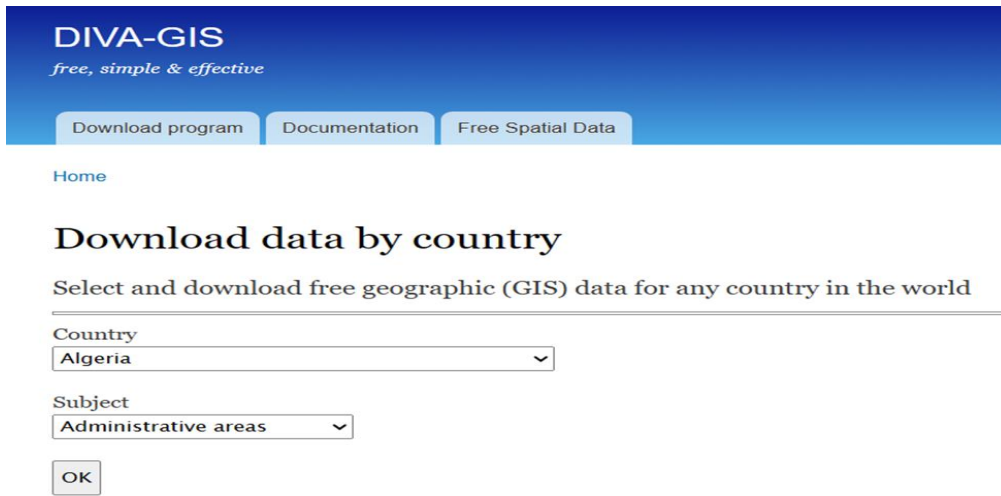 DIVA-GIS
free, simple & effective
Download program Documentation Free Spatial Data
Home
Download data by country
Select and download free geographic (GIS) data for any country in the world
Country
Algeria
Subject
Administrative areas
OK